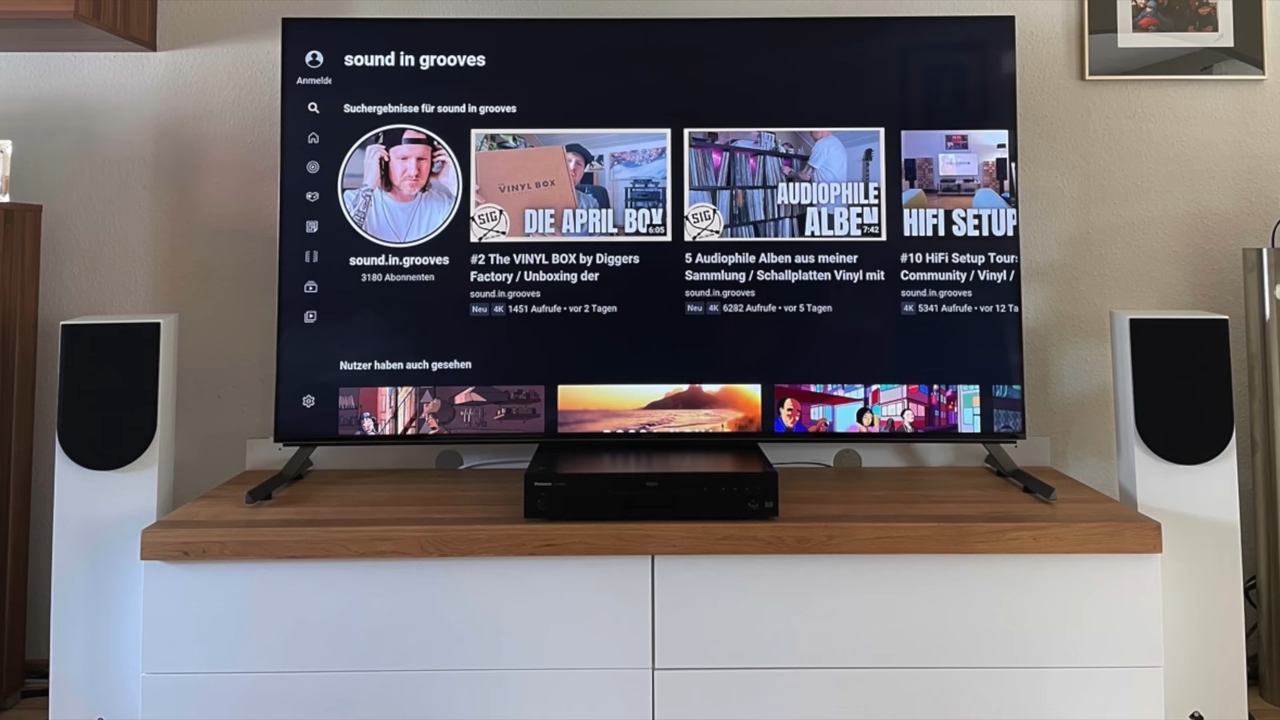 sound in grooves
Anmelde
Suchergebnisse für sound in grooves
THE VINYL BOX
SIG
DIE APRIL BOX
6:05
SIG
AUDIOPHILE
ALBEN
7:42
HIFI SETUP
sound.in.grooves
3180 Abonnenten
#2 The VINYL BOX by Diggers
Factory / Unboxing der
sound.in.grooves
Neu 4K 1451 Aufrufe • vor 2 Tagen
5 Audiophile Alben aus meiner
Sammlung / Schallplatten Vinyl mit
sound.in.grooves
Neu 4K 6282 Aufrufe • vor 5 Tagen
#10 HiFi Setup Tour:
Community / Vinyl /
sound.in.grooves
4K 5341 Aufrufe • vor 12 Ta
Nutzer haben auch gesehen
Panasonic